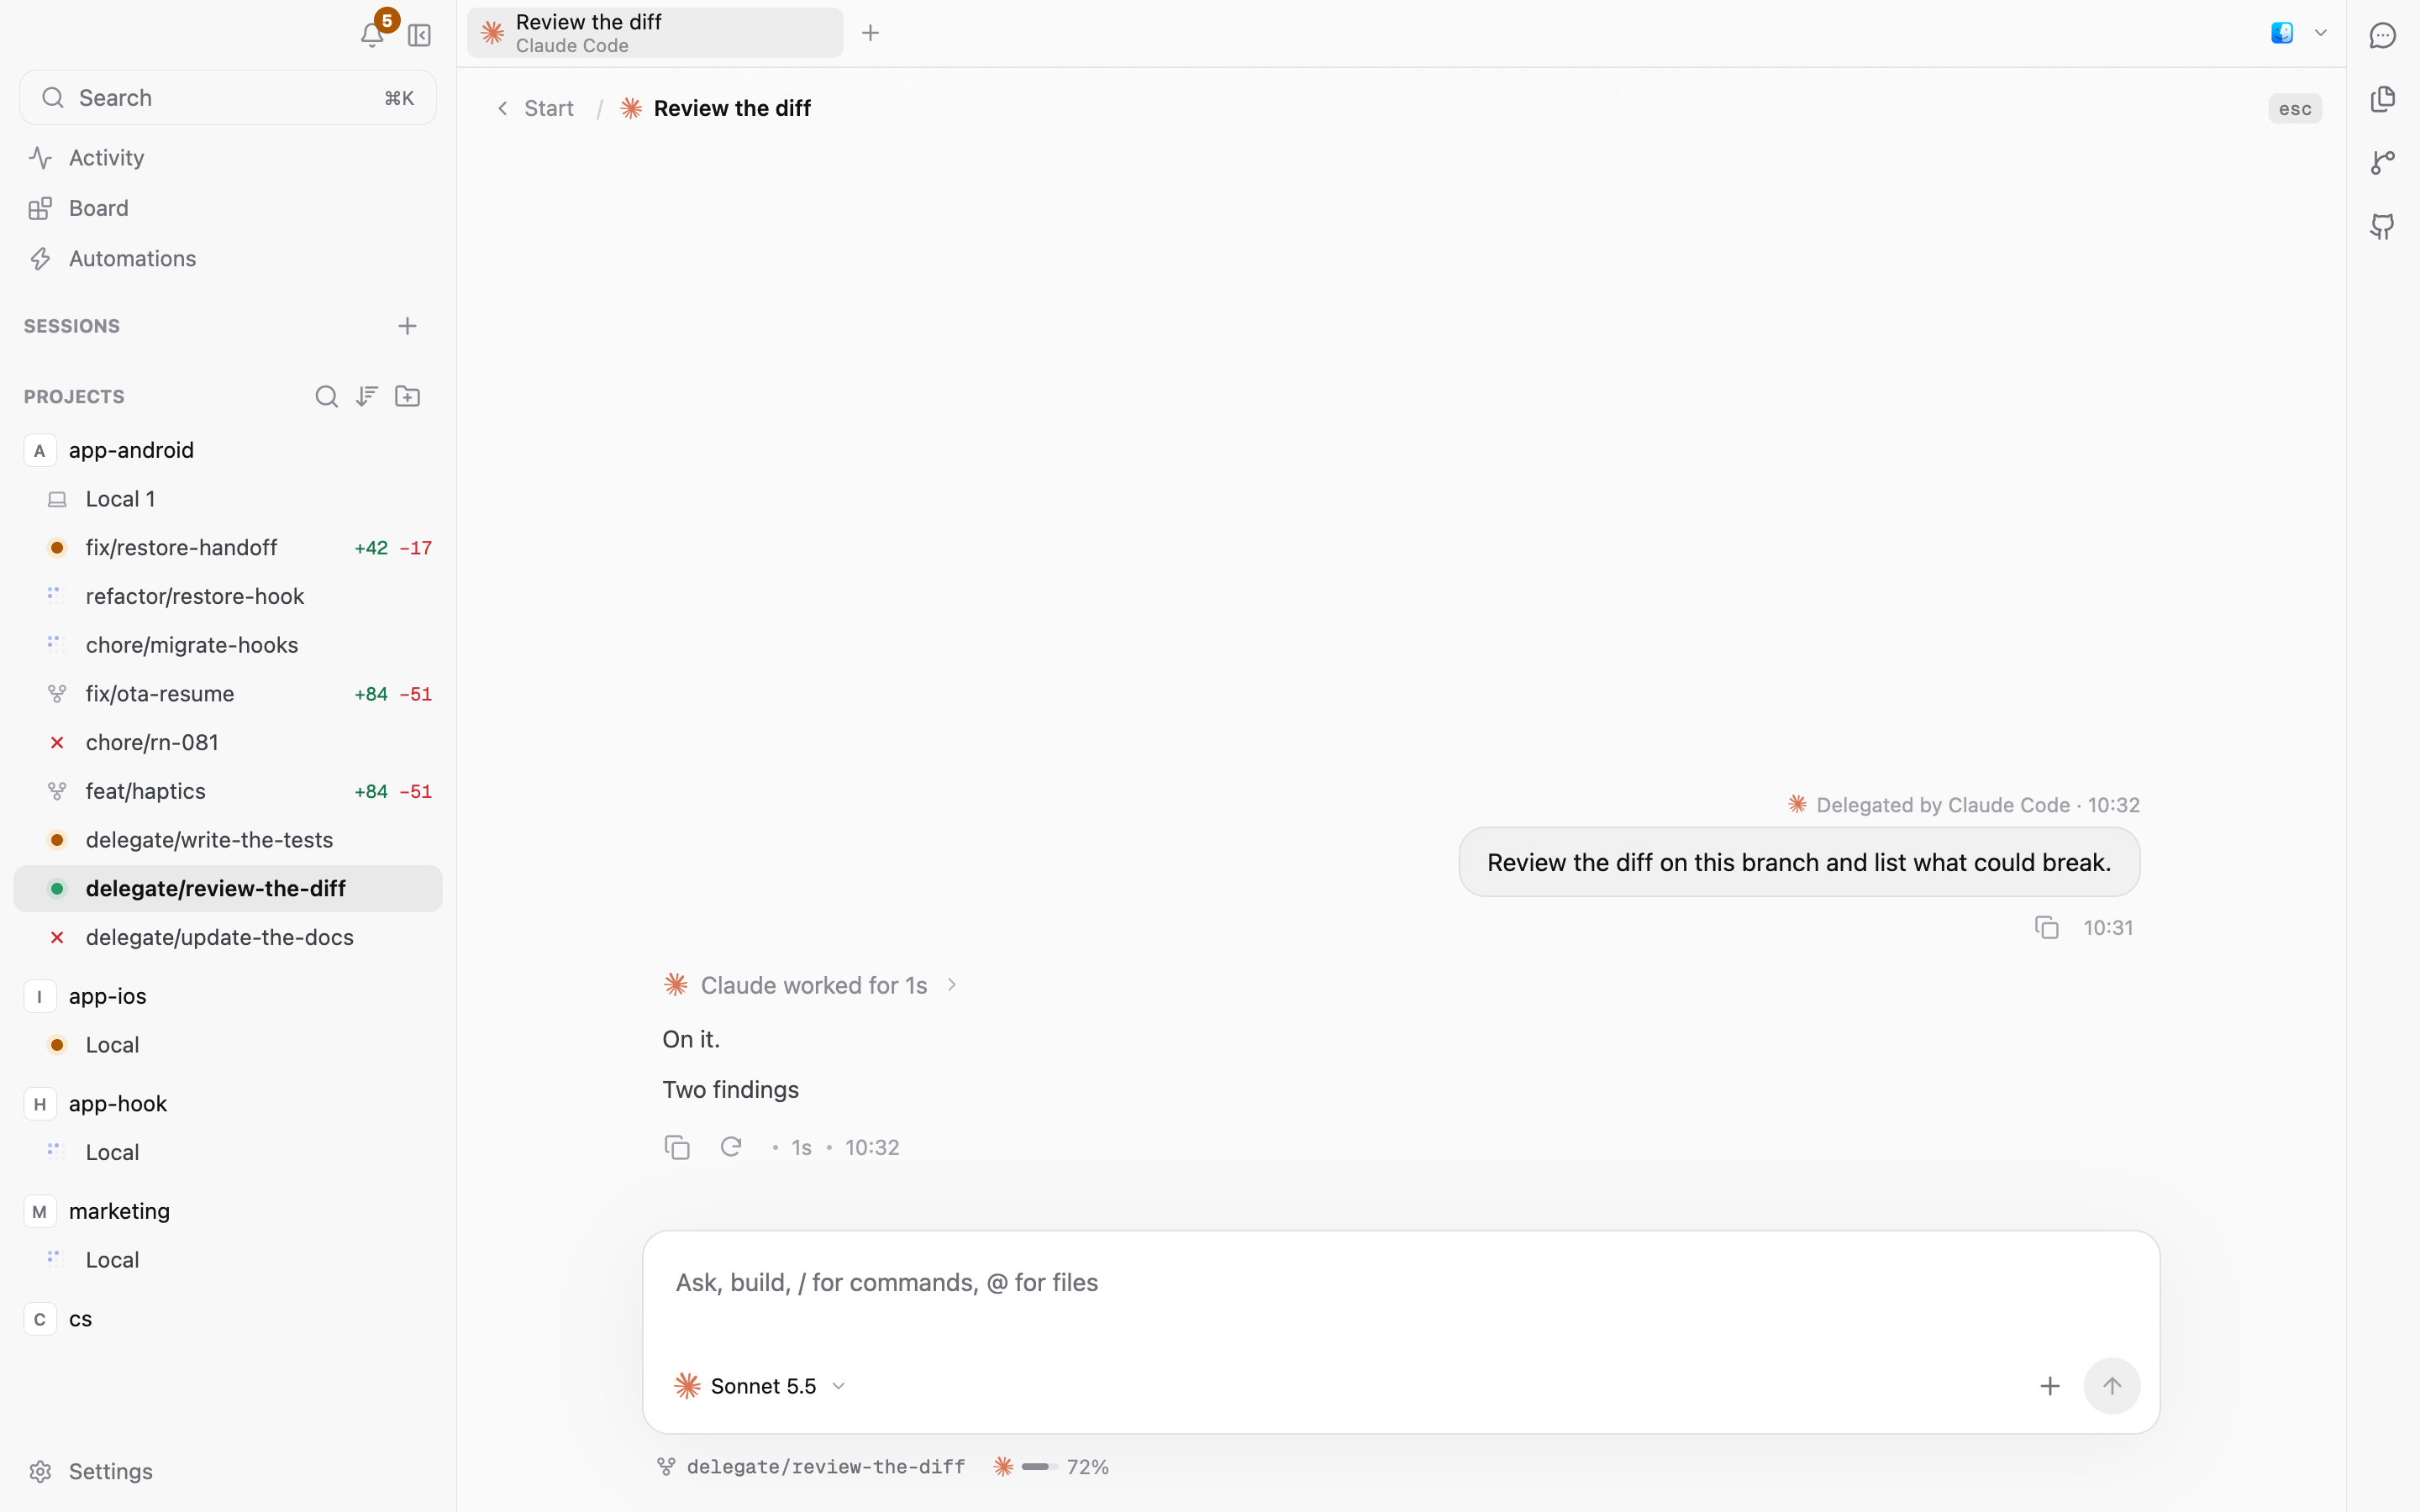 5
Search ⌘K
Activity
Board
Automations
SESSIONS
PROJECTS
A app-android
Local 1
fix/restore-handoff +42 −17
refactor/restore-hook
chore/migrate-hooks
fix/ota-resume +84 −51
chore/rn-081
feat/haptics +84 −51
delegate/write-the-tests
delegate/review-the-diff
delegate/update-the-docs
I app-ios
Local
H app-hook
Local
M marketing
Local
C cs
Settings
Review the diff
Claude Code
Start / Review the diff
esc
Delegated by Claude Code · 10:32
Review the diff on this branch and list what could break.
10:31
Claude worked for 1s
On it.
Two findings
• 1s • 10:32
Ask, build, / for commands, @ for files
Sonnet 5.5
delegate/review-the-diff 72%